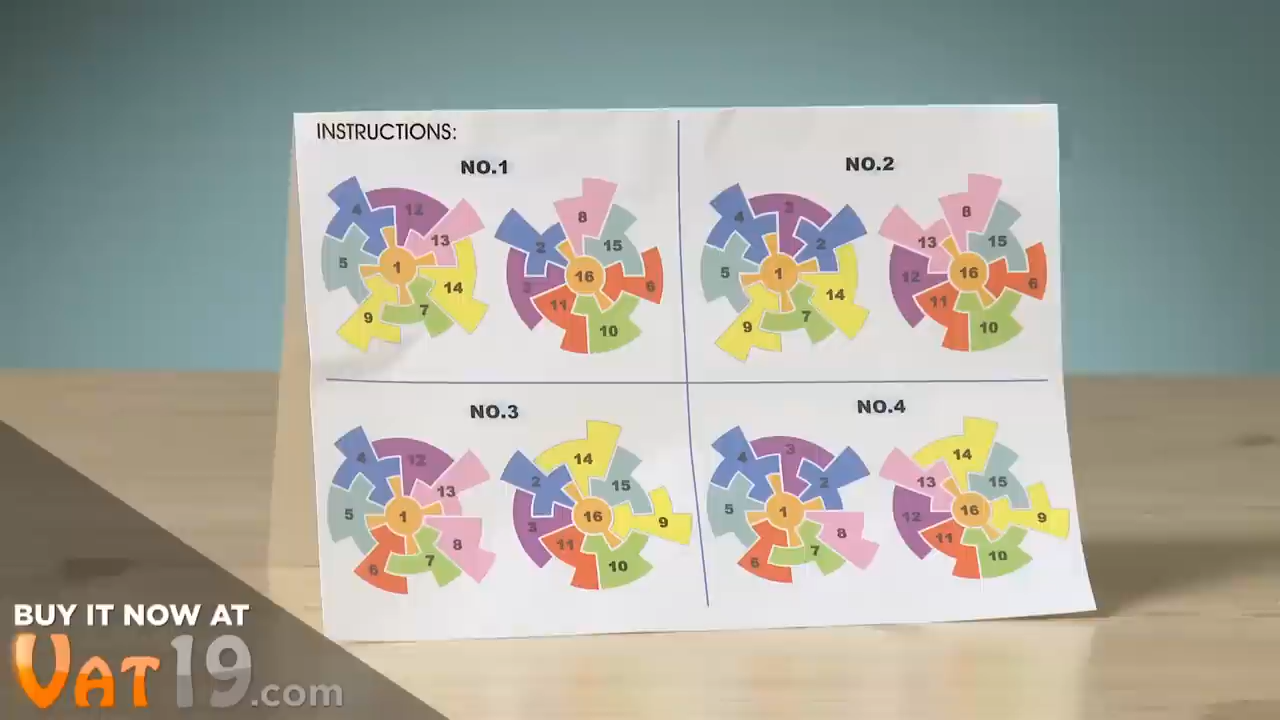 INSTRUCTIONS:
NO.1
4 12 13 5 1 14 9 7
8 2 15 16 6 3 11 10
NO.2
4 3 2 5 1 14 9 7
8 13 15 12 16 6 11 10
NO.3
4 12 13 5 1 8 6 7
14 2 15 16 9 3 11 10
NO.4
4 3 2 5 1 8 6 7
14 13 15 12 16 9 11 10
BUY IT NOW AT
VAT19.com